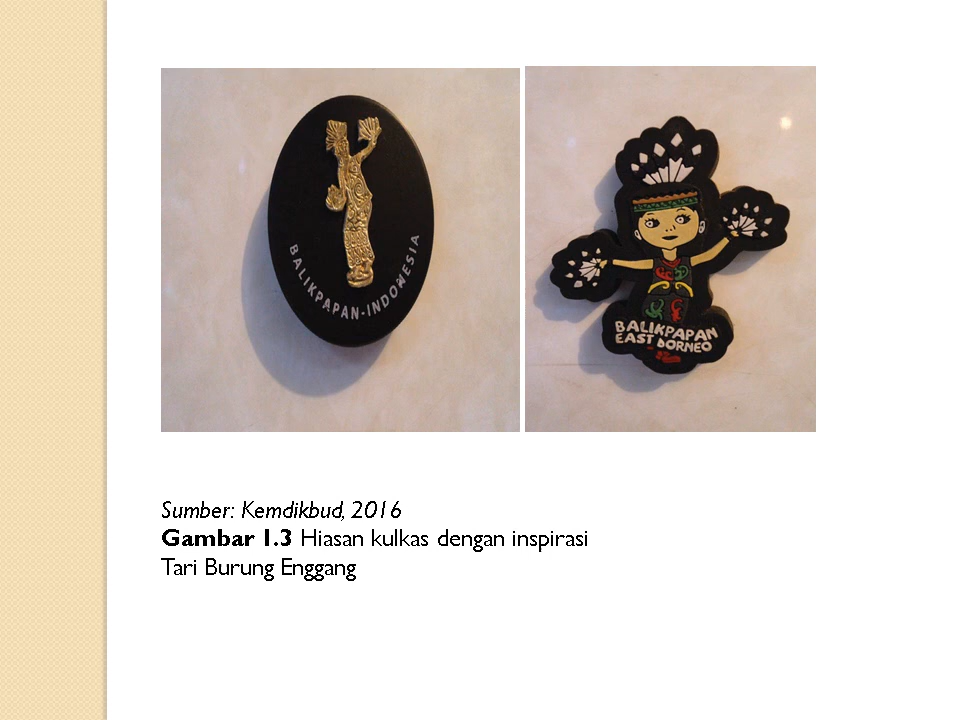 BALIKPAPAN-INDONESIA
BALIKPAPAN
EAST BORNEO
Sumber: Kemdikbud, 2016
Gambar 1.3 Hiasan kulkas dengan inspirasi
Tari Burung Enggang